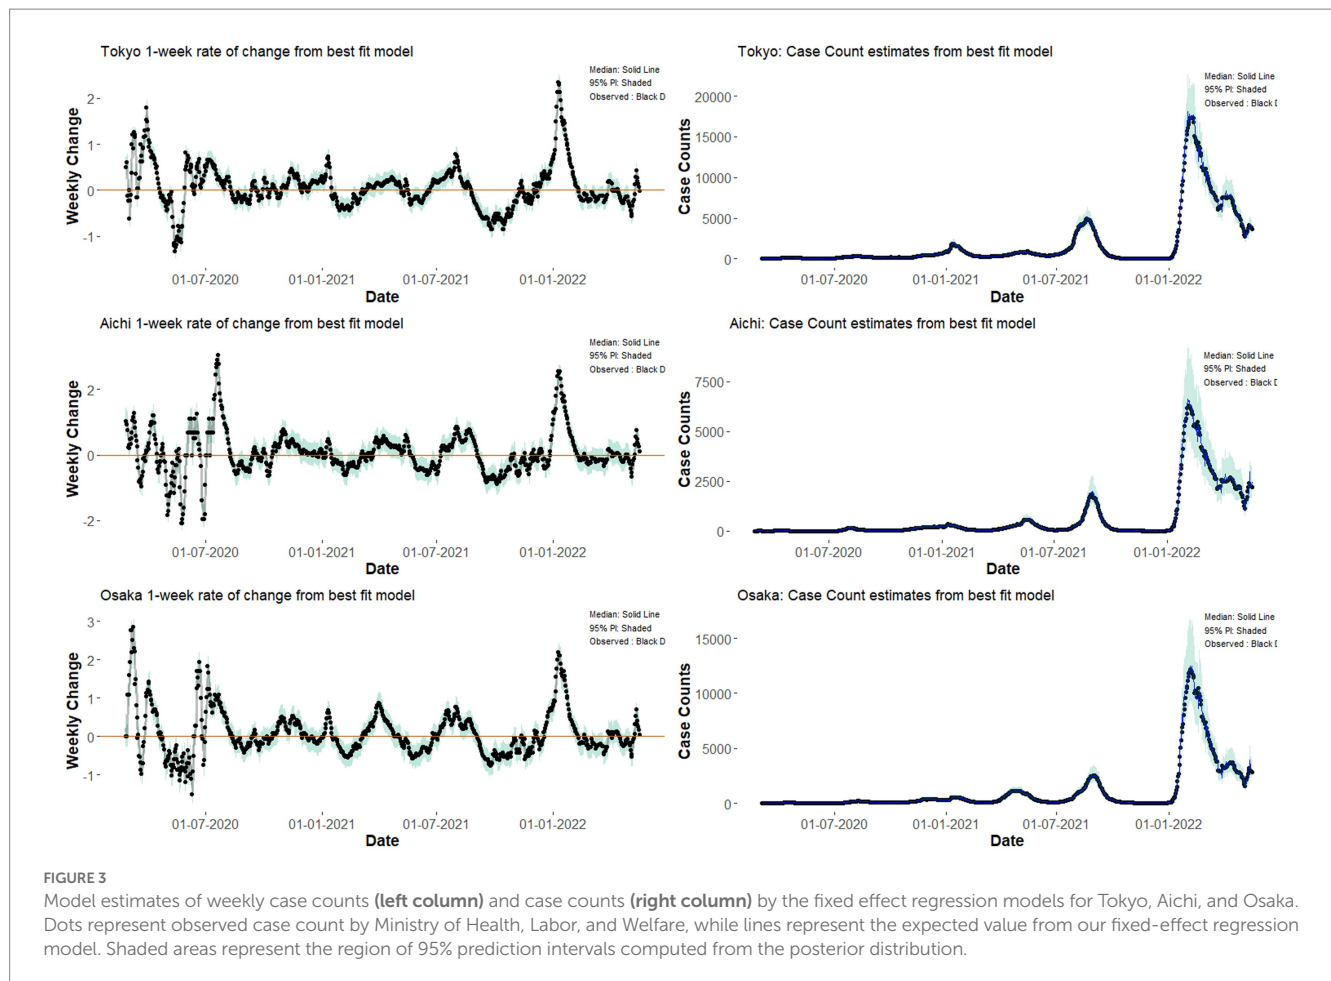 Tokyo 1-week rate of change from best fit model
Median: Solid Line
95% PI: Shaded
Observed : Black D
Weekly Change
2
1
0
-1
01-07-2020 01-01-2021 01-07-2021 01-01-2022
Date
Tokyo: Case Count estimates from best fit model
Median: Solid Line
95% PI: Shaded
Observed : Black D
Case Counts
20000
15000
10000
5000
0
01-07-2020 01-01-2021 01-07-2021 01-01-2022
Date
Aichi 1-week rate of change from best fit model
Median: Solid Line
95% PI: Shaded
Observed : Black D
Weekly Change
2
0
-2
01-07-2020 01-01-2021 01-07-2021 01-01-2022
Date
Aichi: Case Count estimates from best fit model
Median: Solid Line
95% PI: Shaded
Observed : Black D
Case Counts
7500
5000
2500
0
01-07-2020 01-01-2021 01-07-2021 01-01-2022
Date
Osaka 1-week rate of change from best fit model
Median: Solid Line
95% PI: Shaded
Observed : Black D
Weekly Change
3
2
1
0
-1
01-07-2020 01-01-2021 01-07-2021 01-01-2022
Date
Osaka: Case Count estimates from best fit model
Median: Solid Line
95% PI: Shaded
Observed : Black D
Case Counts
15000
10000
5000
0
01-07-2020 01-01-2021 01-07-2021 01-01-2022
Date
FIGURE 3
Model estimates of weekly case counts (left column) and case counts (right column) by the fixed effect regression models for Tokyo, Aichi, and Osaka.
Dots represent observed case count by Ministry of Health, Labor, and Welfare, while lines represent the expected value from our fixed-effect regression
model. Shaded areas represent the region of 95% prediction intervals computed from the posterior distribution.